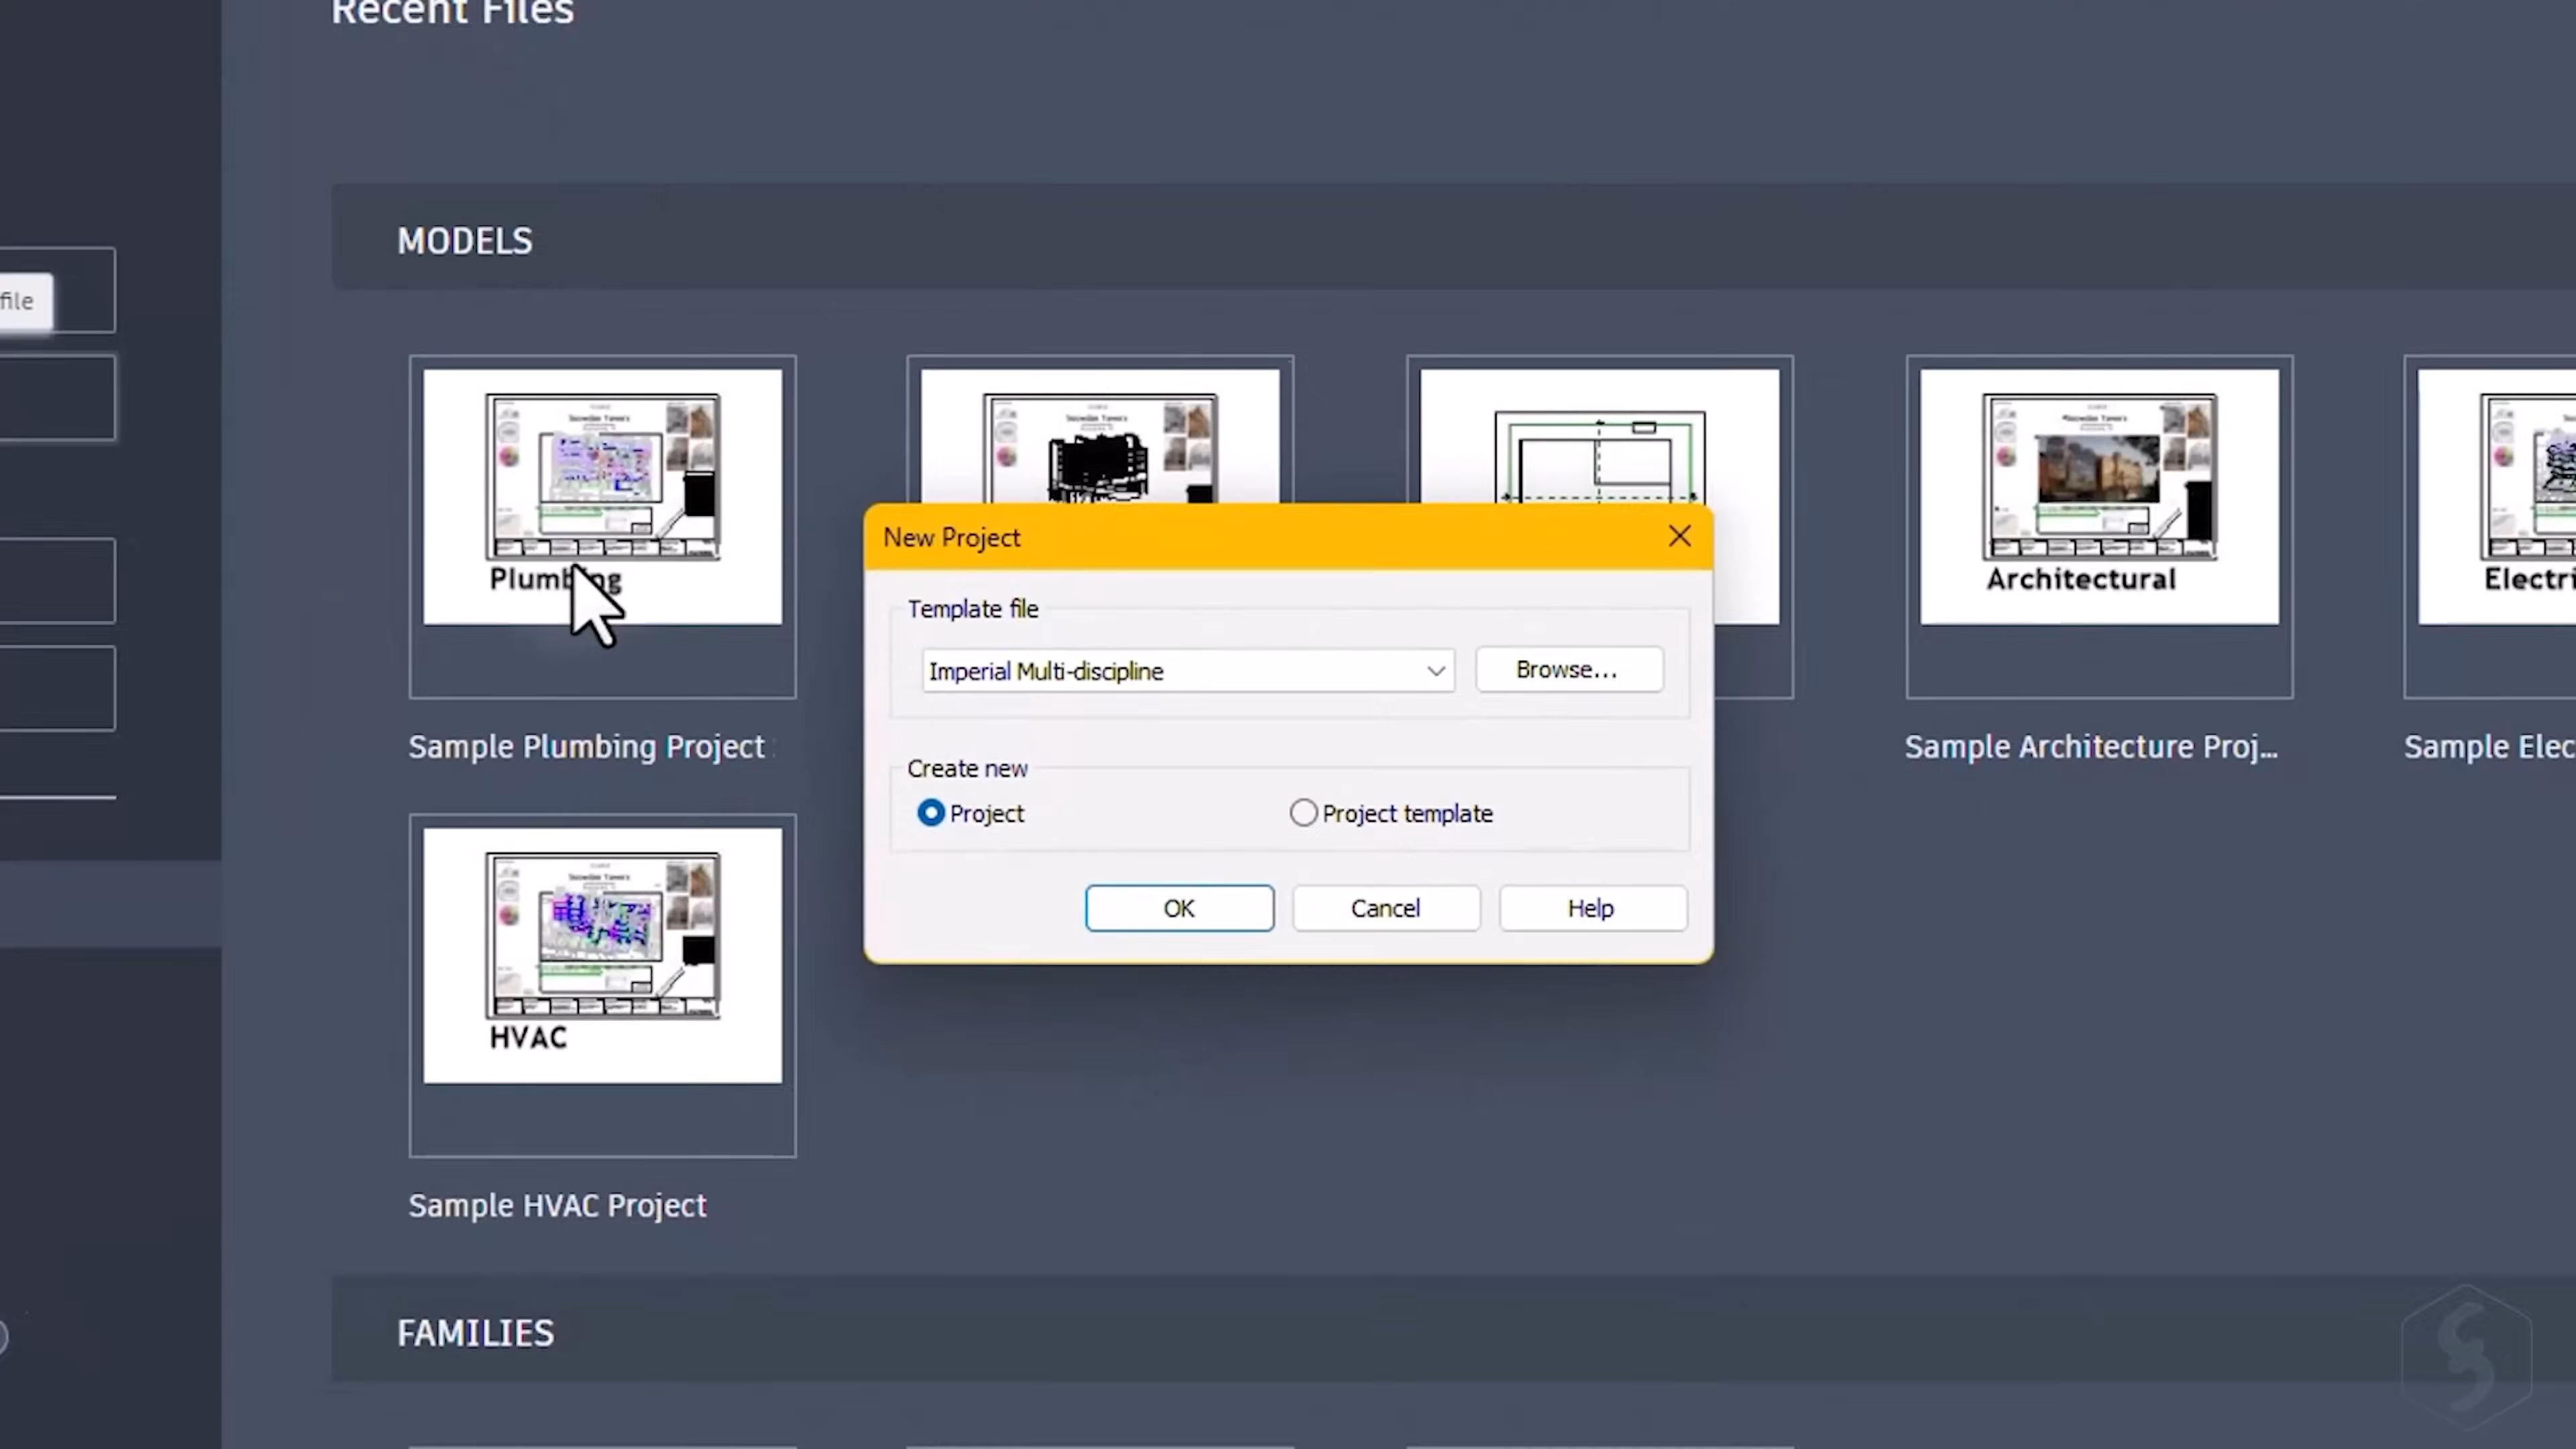 Recent Files
MODELS
file
Plumbing
Architectural
Electri
New Project
Template file
Imperial Multi-discipline
Browse...
Sample Plumbing Project
Sample Architecture Proj...
Sample Elec
Create new
Project
Project template
OK
Cancel
Help
HVAC
Sample HVAC Project
FAMILIES